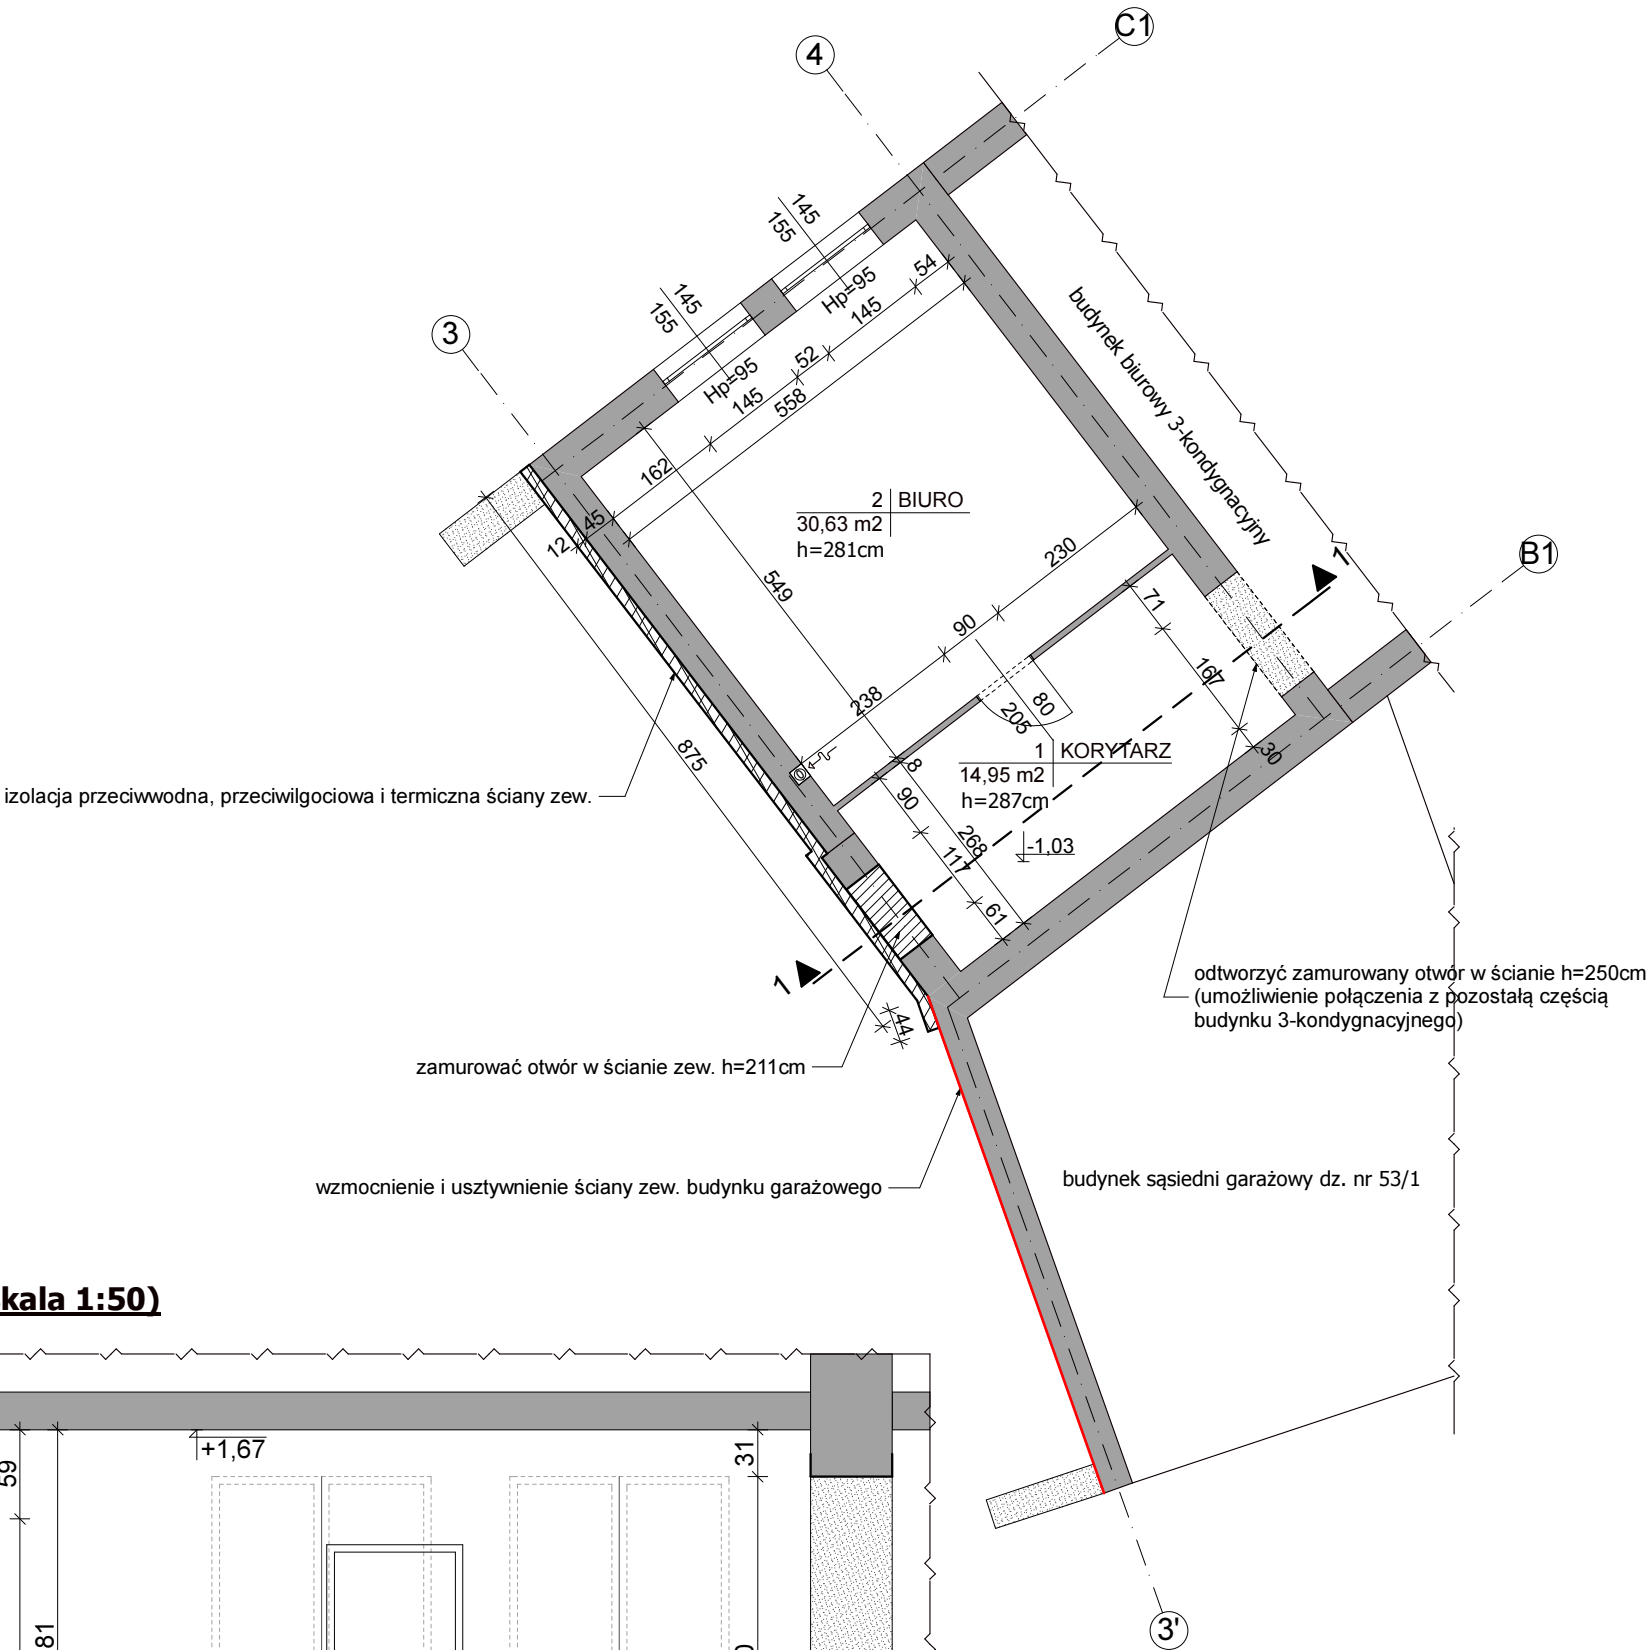 C1
4
3
B1
145
155
145
155
Hp=95
Hp=95
54
145
52
145
558
162
45
12
budynek biurowy 3-kondygnacyjny
2 BIURO
30,63 m2
h=281cm
549
230
90
238
71
167
30
1
80
205
1 KORYTARZ
14,95 m2
h=287cm
-1,03
8
90
268
117
61
875
izolacja przeciwwodna, przeciwilgociowa i termiczna ściany zew.
1
44
odtworzyć zamurowany otwór w ścianie h=250cm
(umożliwienie połączenia z pozostałą częścią
budynku 3-kondygnacyjnego)
zamurować otwór w ścianie zew. h=211cm
wzmocnienie i usztywnienie ściany zew. budynku garażowego
budynek sąsiedni garażowy dz. nr 53/1
kala 1:50)
+1,67
59
31
81
3'